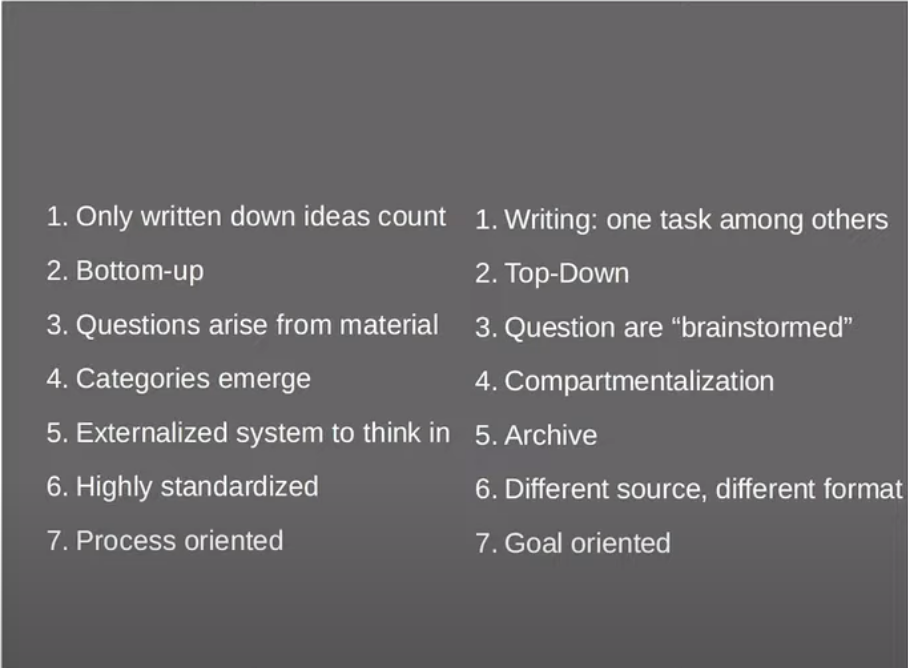 1. Only written down ideas count
2. Bottom-up
3. Questions arise from material
4. Categories emerge
5. Externalized system to think in
6. Highly standardized
7. Process oriented
1. Writing: one task among others
2. Top-Down
3. Question are “brainstormed”
4. Compartmentalization
5. Archive
6. Different source, different format
7. Goal oriented